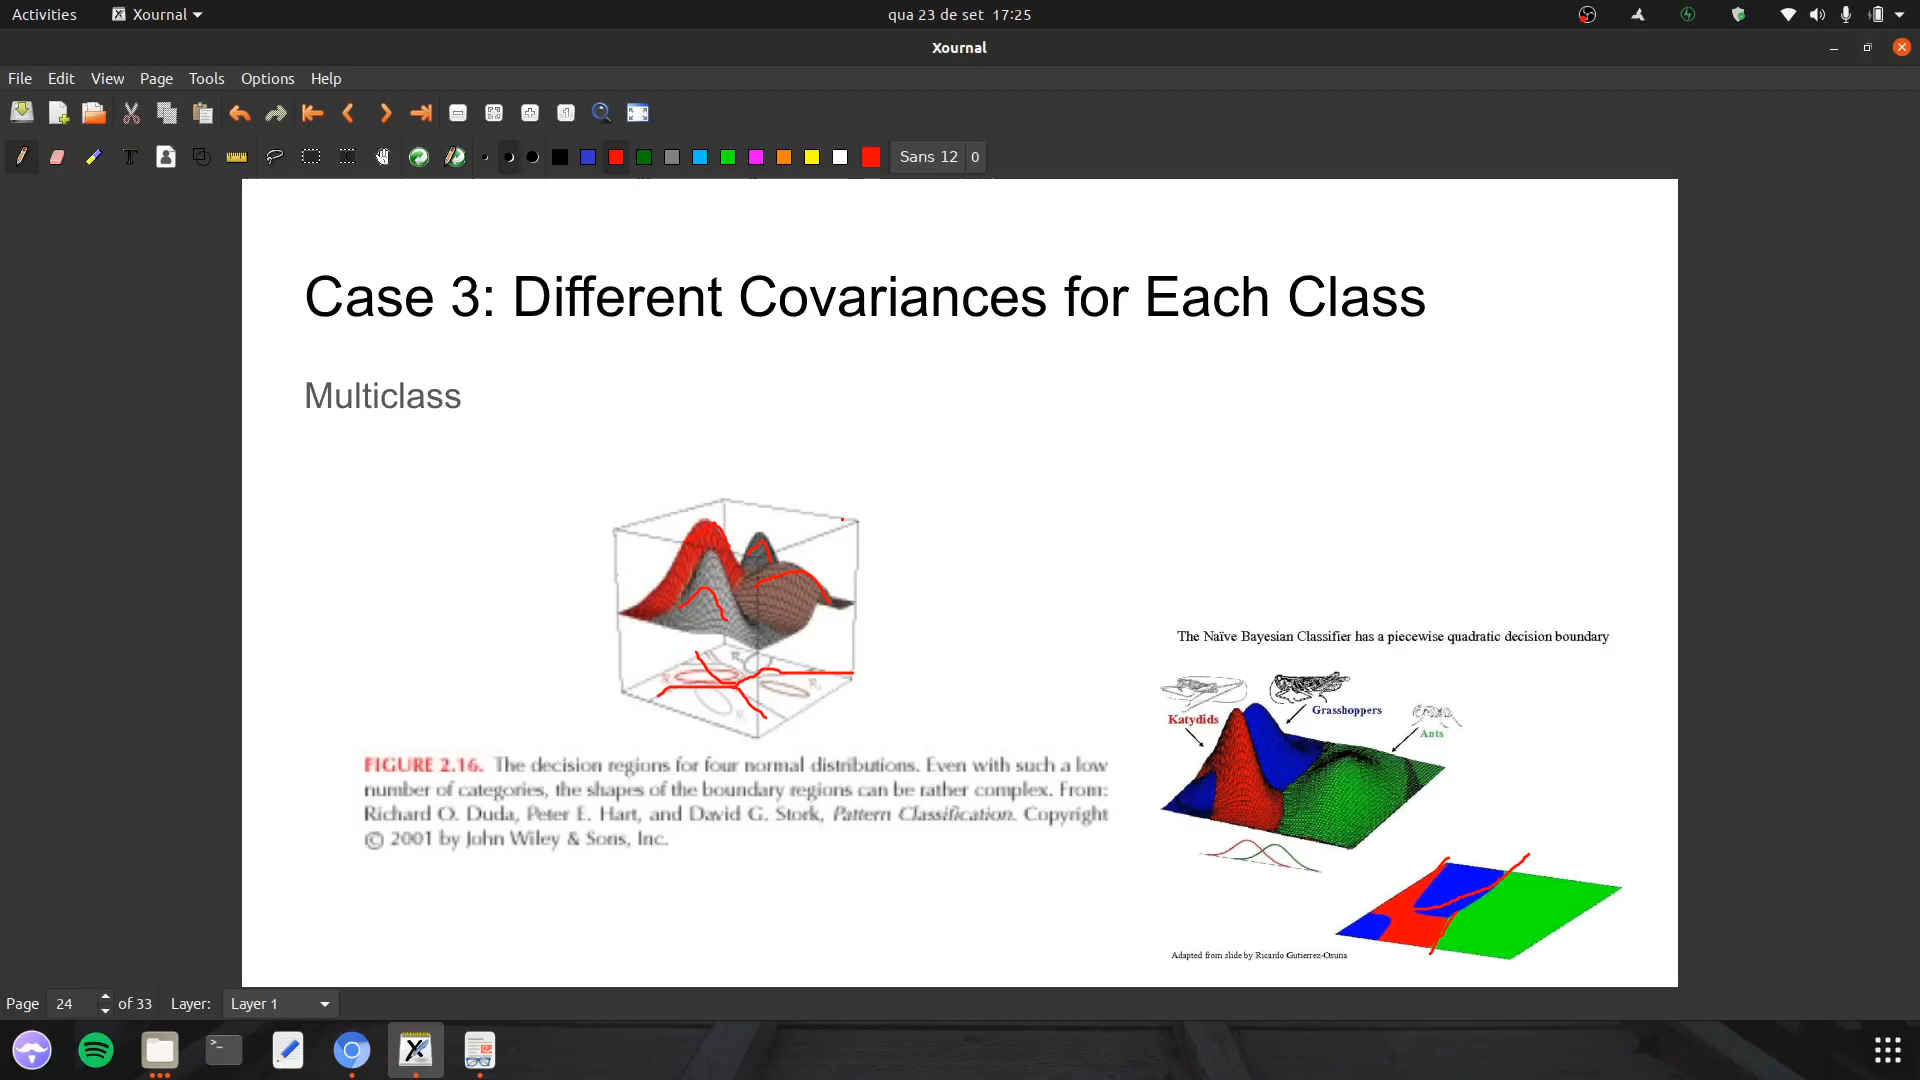 Activities
Xournal
qua 23 de set 17:25
Xournal
File Edit View Page Tools Options Help
Sans 12 0
Case 3: Different Covariances for Each Class
Multiclass
FIGURE 2.16. The decision regions for four normal distributions. Even with such a low
number of categories, the shapes of the boundary regions can be rather complex. From:
Richard O. Duda, Peter E. Hart, and David G. Stork, Pattern Classification. Copyright
© 2001 by John Wiley & Sons, Inc.
The Naïve Bayesian Classifier has a piecewise quadratic decision boundary
Katydids
Grasshoppers
Ants
Adapted from slide by Ricardo Gutierrez-Osuna
Page 24 of 33 Layer: Layer 1